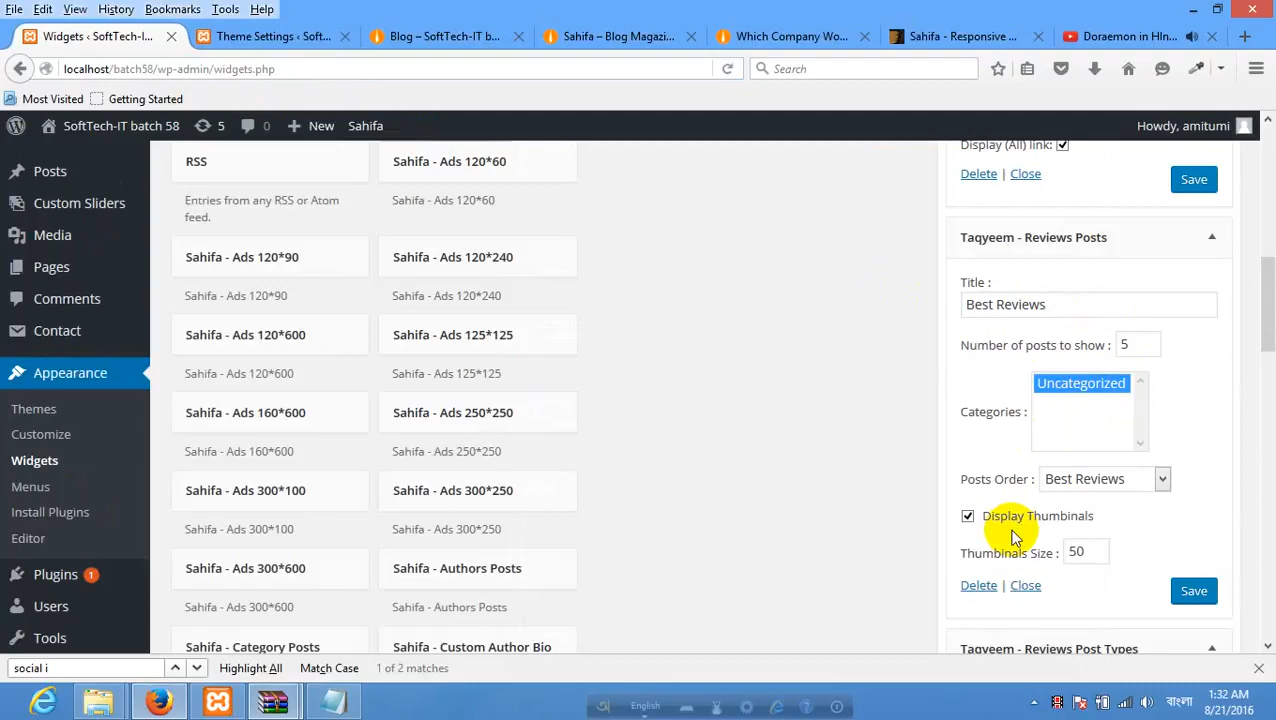 File Edit View History Bookmarks Tools Help
Widgets ‹ SoftTech-IT b... Theme Settings ‹ Soft... Blog – SoftTech-IT b... Sahifa – Blog Magazi... Which Company Wo... Sahifa - Responsive ... Doraemon in HIn...
localhost/batch58/wp-admin/widgets.php Search
Most Visited Getting Started
SoftTech-IT batch 58 5 0 New Sahifa Howdy, amitumi
Posts
Custom Sliders
Media
Pages
Comments
Contact
Appearance
Themes
Customize
Widgets
Menus
Install Plugins
Editor
Plugins 1
Users
Tools
RSS Sahifa - Ads 120*60
Entries from any RSS or Atom feed. Sahifa - Ads 120*60
Sahifa - Ads 120*90 Sahifa - Ads 120*240
Sahifa - Ads 120*90 Sahifa - Ads 120*240
Sahifa - Ads 120*600 Sahifa - Ads 125*125
Sahifa - Ads 120*600 Sahifa - Ads 125*125
Sahifa - Ads 160*600 Sahifa - Ads 250*250
Sahifa - Ads 160*600 Sahifa - Ads 250*250
Sahifa - Ads 300*100 Sahifa - Ads 300*250
Sahifa - Ads 300*100 Sahifa - Ads 300*250
Sahifa - Ads 300*600 Sahifa - Authors Posts
Sahifa - Ads 300*600 Sahifa - Authors Posts
Sahifa - Category Posts Sahifa - Custom Author Bio
Display (All) link:
Delete | Close Save
Taqyeem - Reviews Posts
Title :
Best Reviews
Number of posts to show : 5
Uncategorized
Categories :
Posts Order : Best Reviews
Display Thumbinals
Thumbinals Size : 50
Delete | Close Save
Taqyeem - Reviews Post Types
social i Highlight All Match Case 1 of 2 matches
English
বাংলা 1:32 AM
8/21/2016